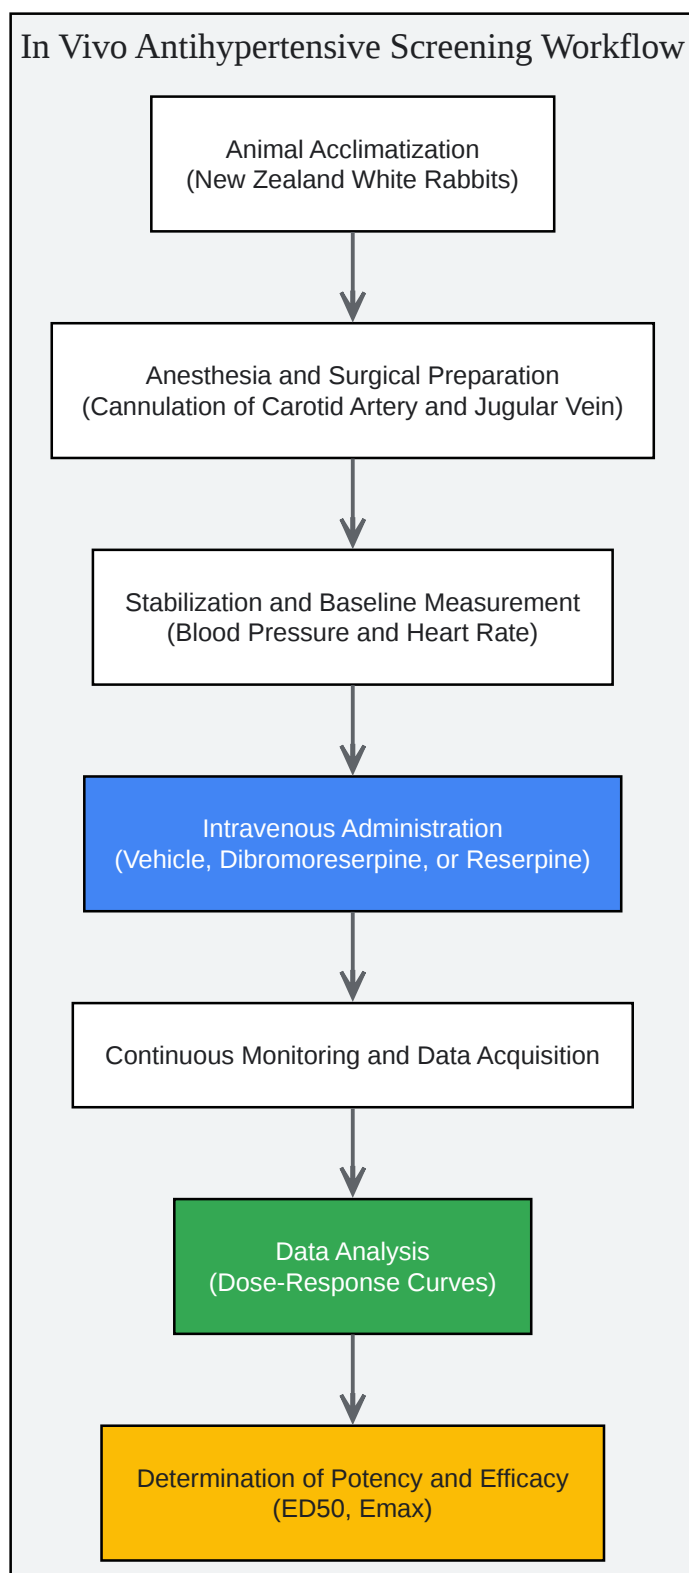 In Vivo Antihypertensive Screening Workflow
Animal Acclimatization
(New Zealand White Rabbits)
Anesthesia and Surgical Preparation
(Cannulation of Carotid Artery and Jugular Vein)
Stabilization and Baseline Measurement
(Blood Pressure and Heart Rate)
Intravenous Administration
(Vehicle, Dibromoreserpine, or Reserpine)
Continuous Monitoring and Data Acquisition
Data Analysis
(Dose-Response Curves)
Determination of Potency and Efficacy
(ED50, Emax)